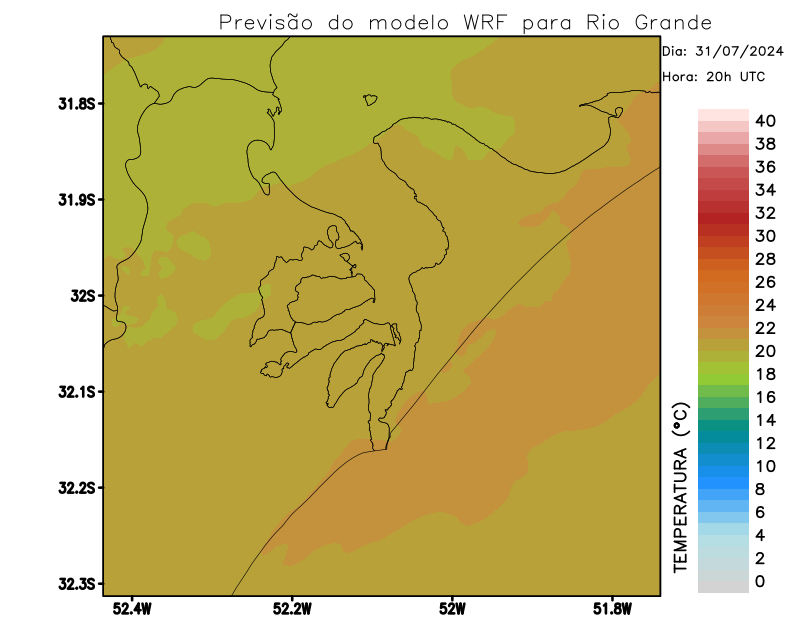 Previsão do modelo WRF para Rio Grande
Dia: 31/07/2024
Hora: 20h UTC
31.8S
31.9S
32S
32.1S
32.2S
32.3S
52.4W
52.2W
52W
51.8W
TEMPERATURA (°C)
40
38
36
34
32
30
28
26
24
22
20
18
16
14
12
10
8
6
4
2
0